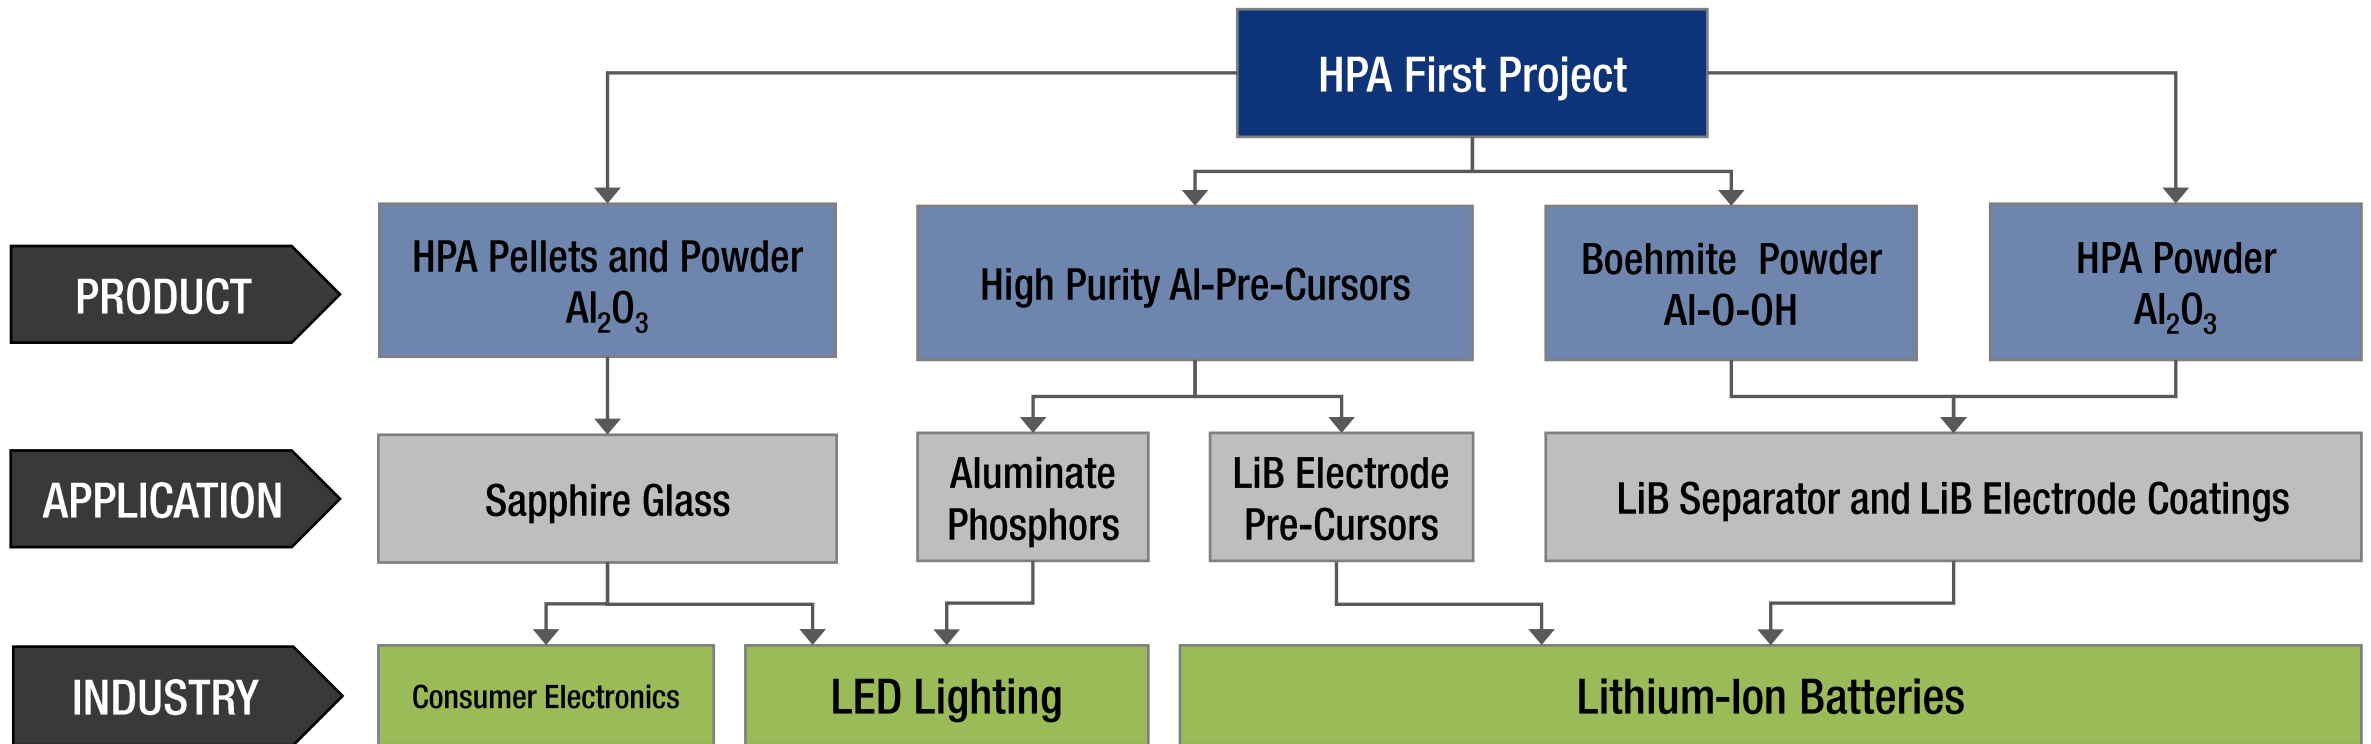 HPA First Project
PRODUCT
HPA Pellets and Powder
Al₂O₃
High Purity Al-Pre-Cursors
Boehmite  Powder
Al-O-OH
HPA Powder
Al₂O₃
APPLICATION
Sapphire Glass
Aluminate
Phosphors
LiB Electrode
Pre-Cursors
LiB Separator and LiB Electrode Coatings
INDUSTRY
Consumer Electronics
LED Lighting
Lithium-Ion Batteries